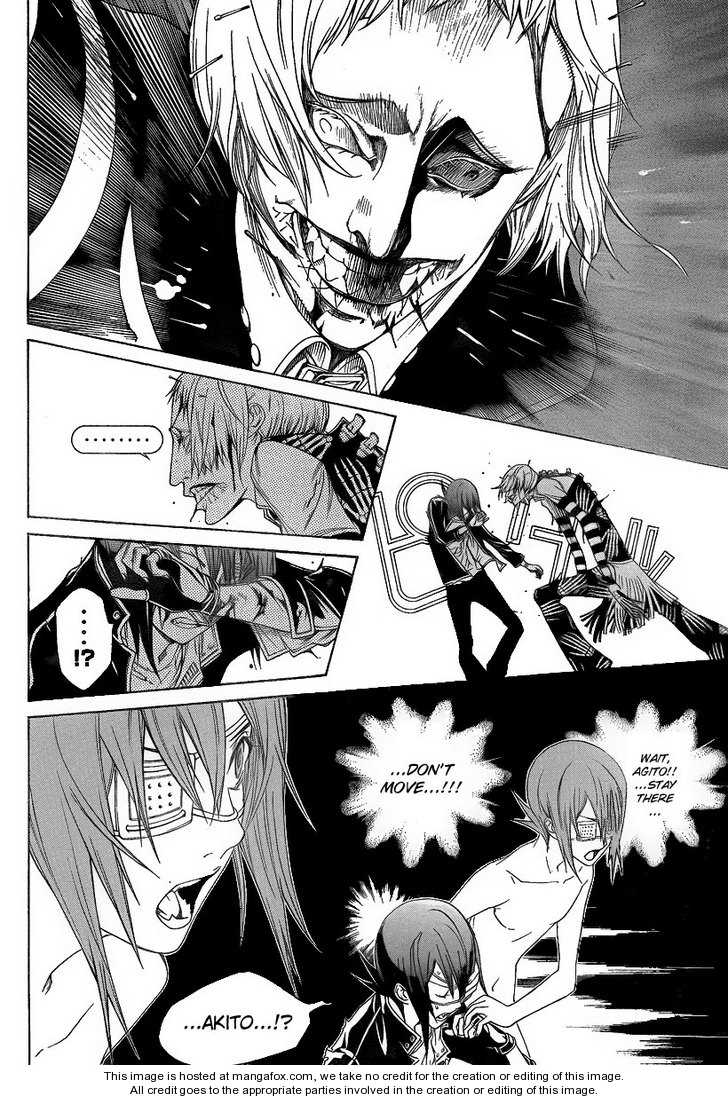 .........
.....
!?
WAIT,
AGITO!!
...STAY
THERE
...
...DON'T
MOVE...!!!
...AKITO...!?
This image is hosted at mangafox.com, we take no credit for the creation or editing of this image.
All credit goes to the appropriate parties involved in the creation or editing of this image.